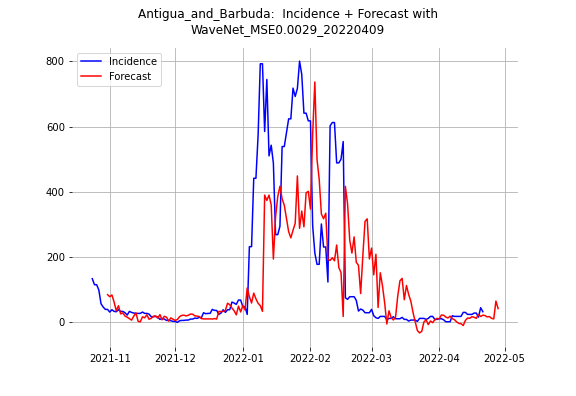 Antigua_and_Barbuda:  Incidence + Forecast with
WaveNet_MSE0.0029_20220409
Incidence
Forecast
800
600
400
200
0
2021-11 2021-12 2022-01 2022-02 2022-03 2022-04 2022-05